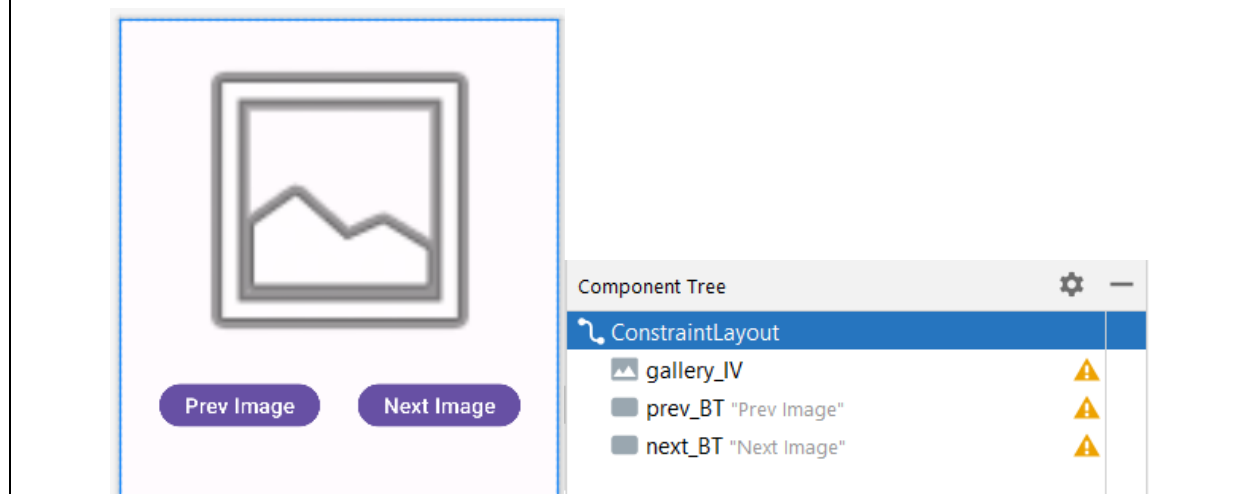 Prev Image
Next Image
Component Tree
ConstraintLayout
gallery_IV
prev_BT "Prev Image"
next_BT "Next Image"